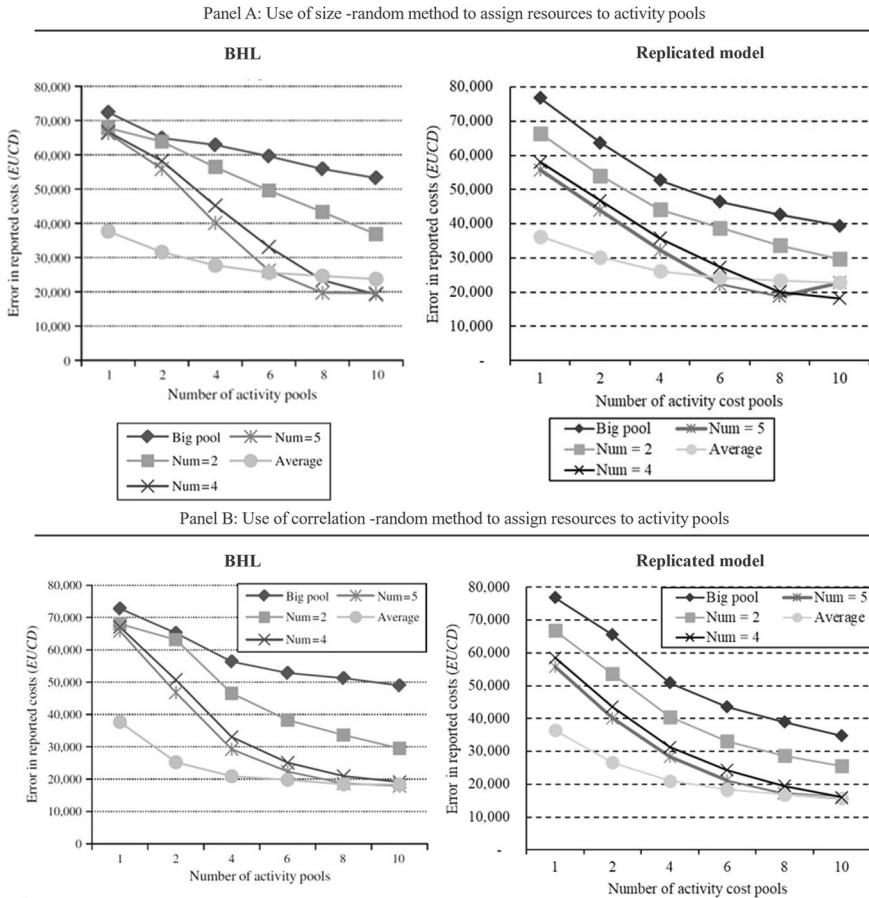 Panel A: Use of size -random method to assign resources to activity pools
BHL
Error in reported costs (EUCD)
80,000
70,000
60,000
50,000
40,000
30,000
20,000
10,000
0
1 2 4 6 8 10
Number of activity pools
Big pool Num=5
Num=2 Average
Num=4
Replicated model
Error in reported costs (EUCD)
80,000
70,000
60,000
50,000
40,000
30,000
20,000
10,000
-
1 2 4 6 8 10
Number of activity cost pools
Big pool Num = 5
Num = 2 Average
Num = 4
Panel B: Use of correlation -random method to assign resources to activity pools
BHL
Error in reported costs (EUCD)
80,000
70,000
60,000
50,000
40,000
30,000
20,000
10,000
0
Big pool Num=5
Num=2 Average
Num=4
1 2 4 6 8 10
Number of activity pools
Replicated model
Error in reported costs (EUCD)
80,000
70,000
60,000
50,000
40,000
30,000
20,000
10,000
-
Big pool Num = 5
Num = 2 Average
Num = 4
1 2 4 6 8 10
Number of activity cost pools